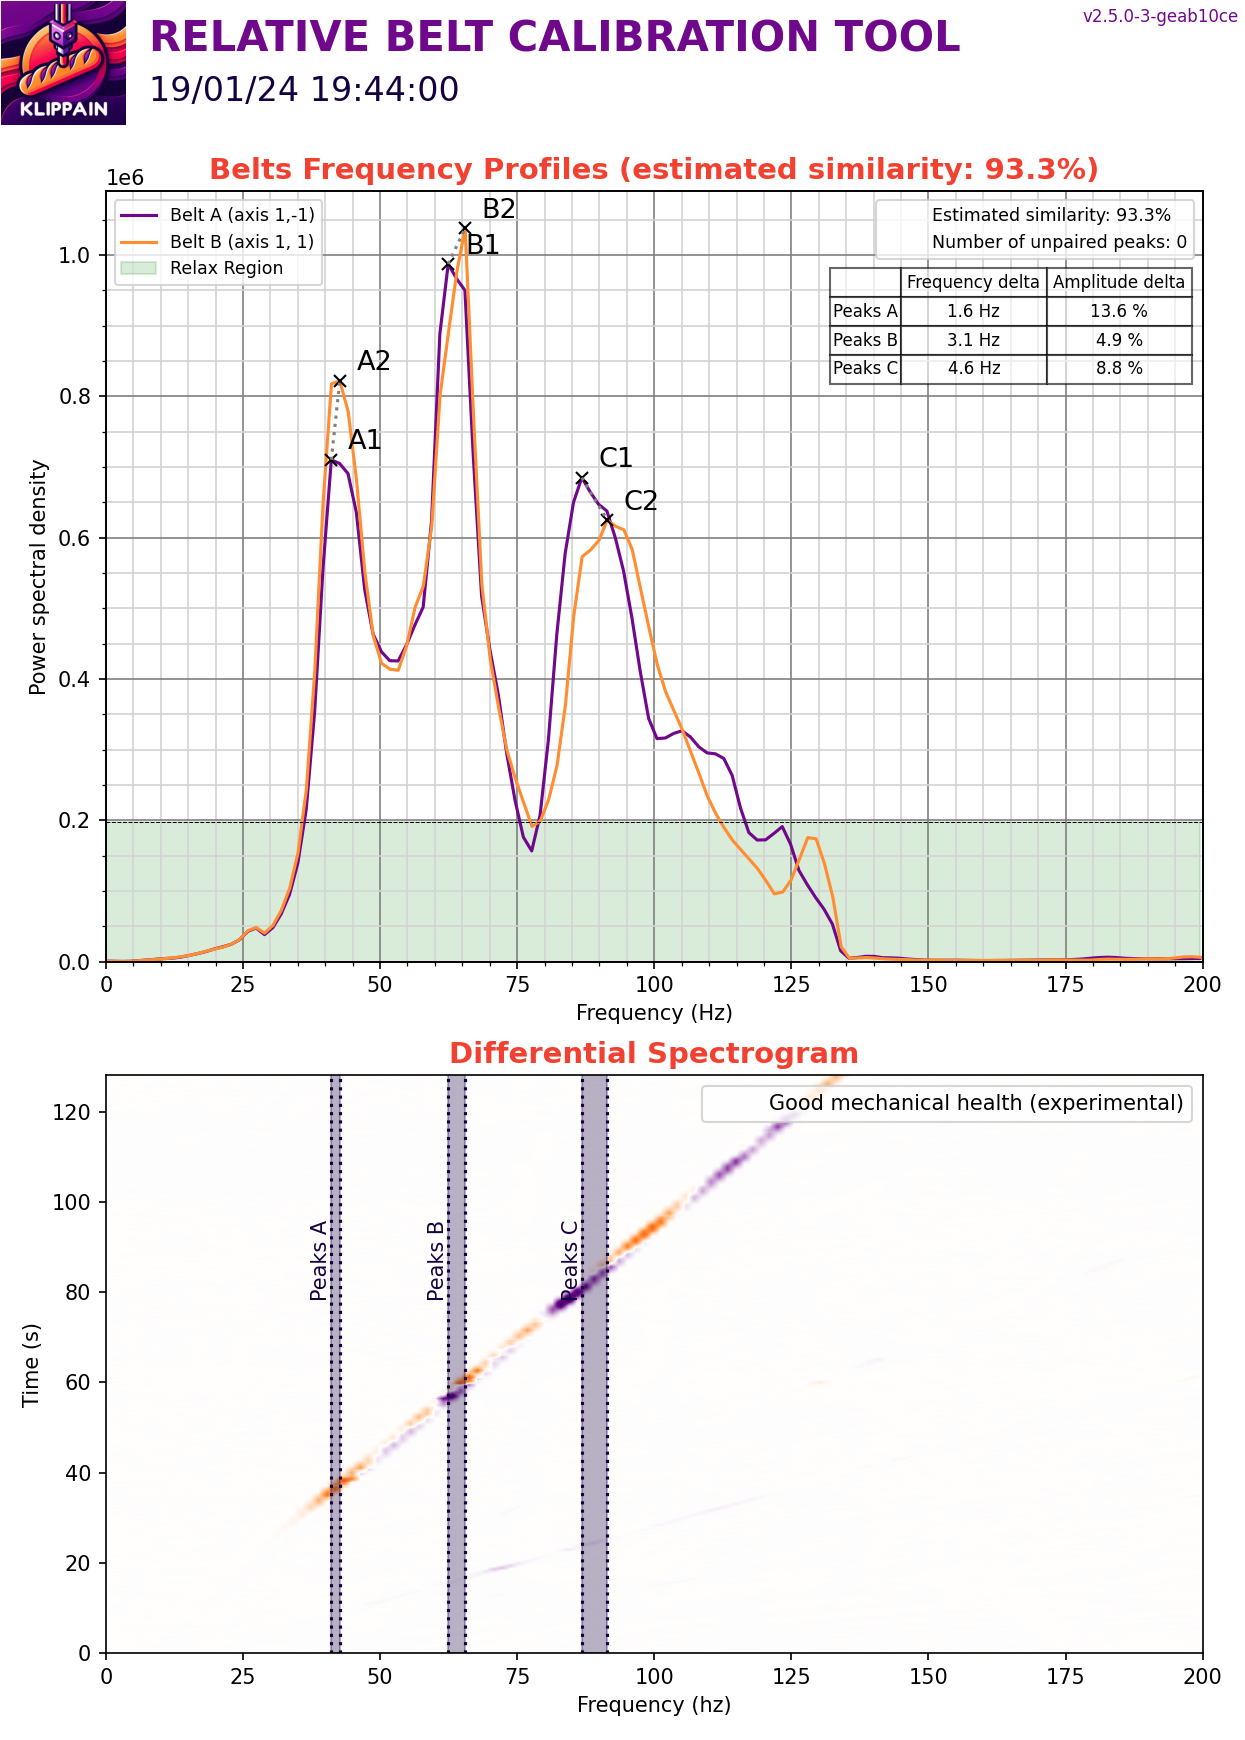 KLIPPAIN
RELATIVE BELT CALIBRATION TOOL
19/01/24 19:44:00
v2.5.0-3-geab10ce
Belts Frequency Profiles (estimated similarity: 93.3%)
1e6
Belt A (axis 1,-1)
Belt B (axis 1, 1)
Relax Region
Estimated similarity: 93.3%
Number of unpaired peaks: 0
Frequency delta Amplitude delta
Peaks A 1.6 Hz 13.6 %
Peaks B 3.1 Hz 4.9 %
Peaks C 4.6 Hz 8.8 %
B2
B1
A2
A1
C1
C2
Power spectral density
1.0
0.8
0.6
0.4
0.2
0.0
0 25 50 75 100 125 150 175 200
Frequency (Hz)
Differential Spectrogram
Good mechanical health (experimental)
Peaks A
Peaks B
Peaks C
Time (s)
120
100
80
60
40
20
0
0 25 50 75 100 125 150 175 200
Frequency (hz)